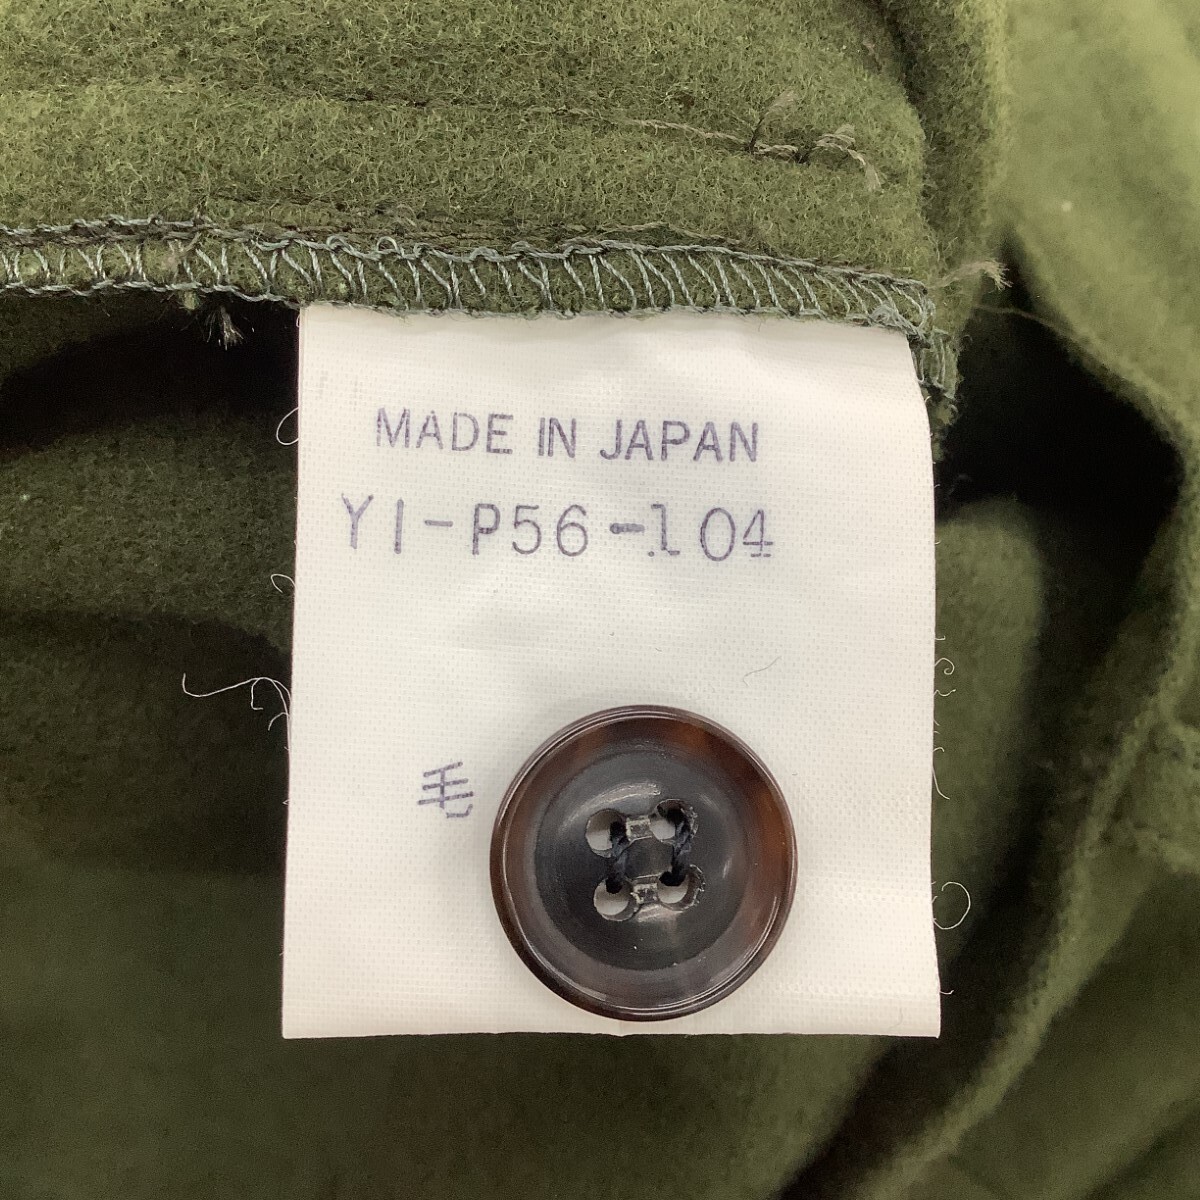 MADE IN JAPAN
YI-P56-104
毛